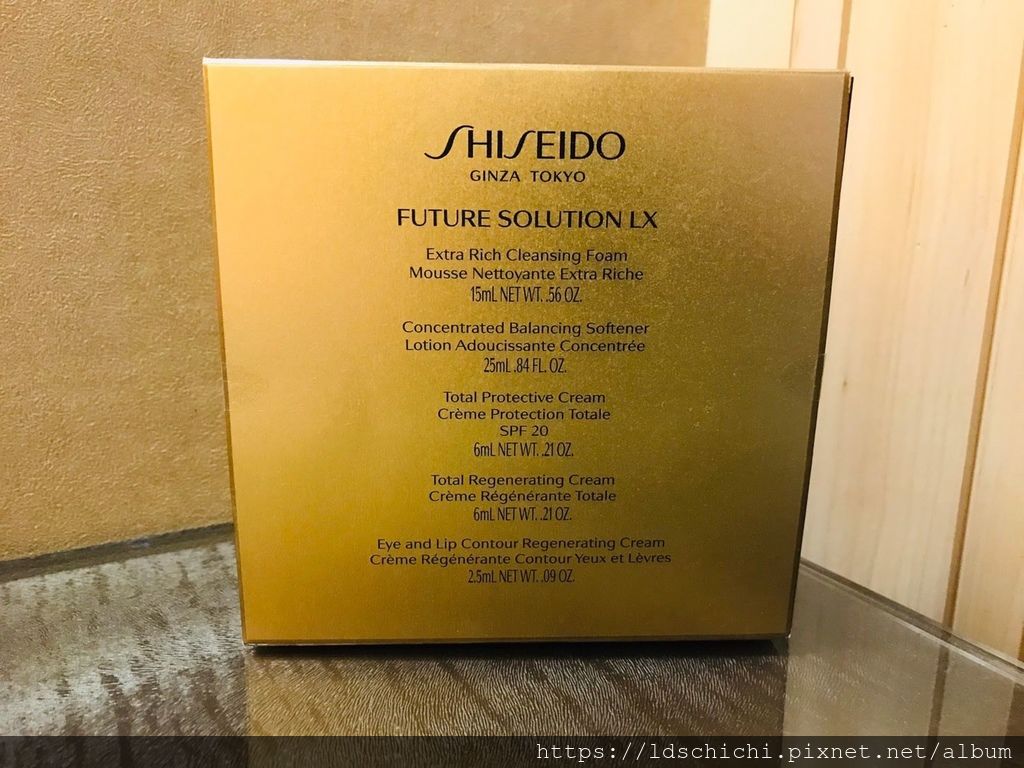 SHISEIDO
GINZA TOKYO
FUTURE SOLUTION LX
Extra Rich Cleansing Foam
Mousse Nettoyante Extra Riche
15mL NET WT. .56 OZ.
Concentrated Balancing Softener
Lotion Adoucissante Concentrée
25mL .84 FL. OZ.
Total Protective Cream
Crème Protection Totale
SPF 20
6mL NET WT. .21 OZ.
Total Regenerating Cream
Crème Régénérante Totale
6mL NET WT. .21 OZ.
Eye and Lip Contour Regenerating Cream
Crème Régénérante Contour Yeux et Lèvres
2.5mL NET WT. .09 OZ.
https://ldschichi.pixnet.net/album